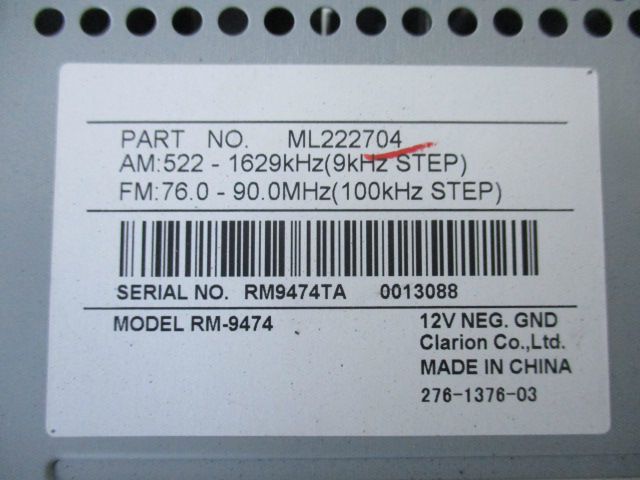 PART NO. ML222704
AM:522 - 1629kHz(9kHz STEP)
FM:76.0 - 90.0MHz(100kHz STEP)
SERIAL NO. RM9474TA 0013088
MODEL RM-9474
12V NEG. GND
Clarion Co.,Ltd.
MADE IN CHINA
276-1376-03